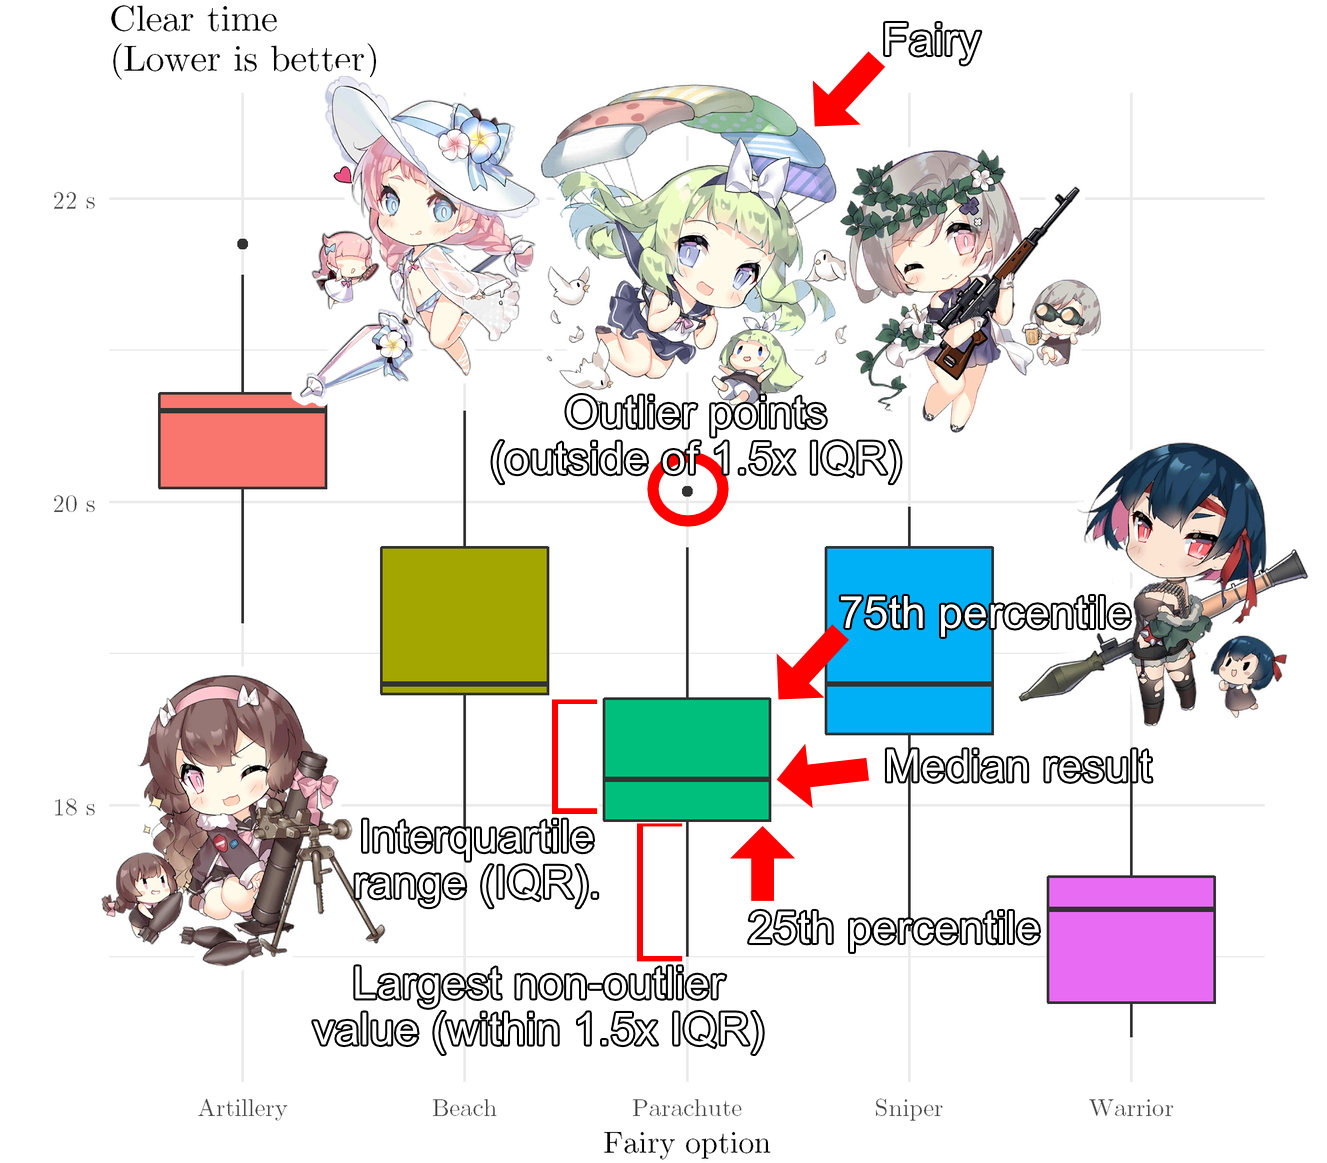 Clear time
(Lower is better)
Fairy
22 s
Outlier points
(outside of 1.5x IQR)
20 s
75th percentile
Median result
18 s
Interquartile
range (IQR).
25th percentile
Largest non-outlier
value (within 1.5x IQR)
Artillery
Beach
Parachute
Sniper
Warrior
Fairy option